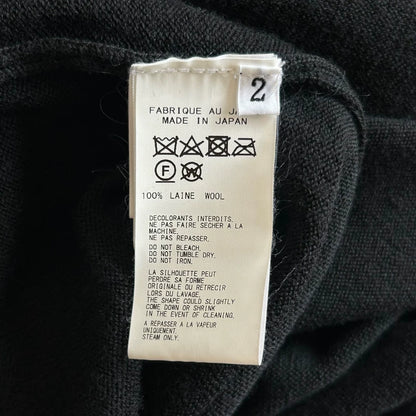 2
FABRIQUE AU
MADE IN JAPAN
F W
100% LAINE WOOL
DECOLORANTS INTERDITS.
NE PAS FAIRE SÉCHER A LA
MACHINE.
NE PAS REPASSER.
DO NOT BLEACH.
DO NOT TUMBLE DRY.
DO NOT IRON.
LA SILHOUETTE PEUT
PERDRE SA FORME
ORIGINALE OU RETRECIR
LORS DU LAVAGE.
THE SHAPE COULD SLIGHTLY
COME DOWN OR SHRINK
IN THE EVENT OF CLEANING.
A REPASSER A LA VAPEUR
UNIQUEMENT.
STEAM ONLY.